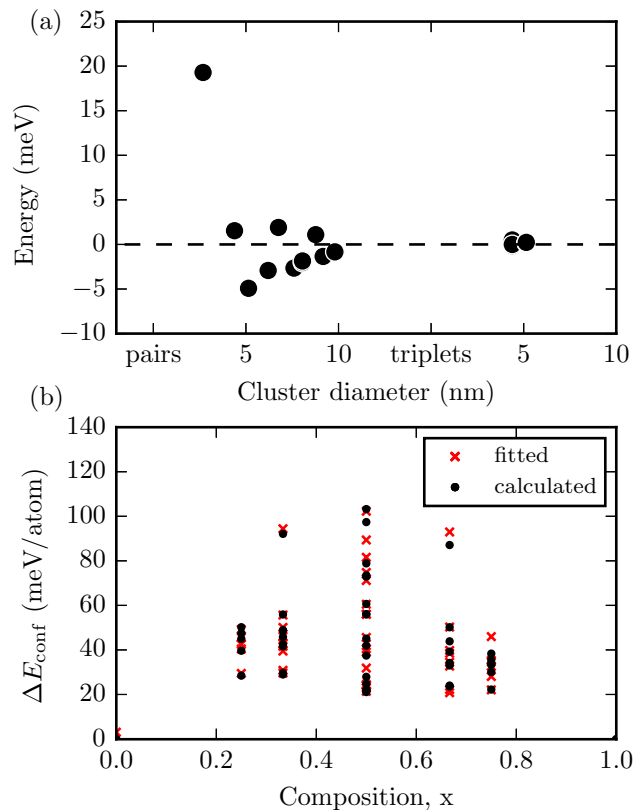 (a)
25
20
15
10
5
0
−5
−10
Energy (meV)
pairs 5 10 triplets 5 10
Cluster diameter (nm)
(b)
140
120
100
80
60
40
20
0
ΔE_conf (meV/atom)
fitted
calculated
0.0 0.2 0.4 0.6 0.8 1.0
Composition, x